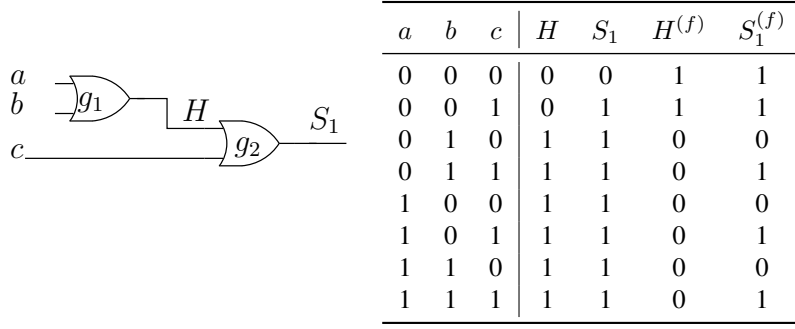 a
b
g₁
H
c
g₂
S₁
a b c H S₁ H⁽ᶠ⁾ S₁⁽ᶠ⁾
0 0 0 0 0 1 1
0 0 1 0 1 1 1
0 1 0 1 1 0 0
0 1 1 1 1 0 1
1 0 0 1 1 0 0
1 0 1 1 1 0 1
1 1 0 1 1 0 0
1 1 1 1 1 0 1